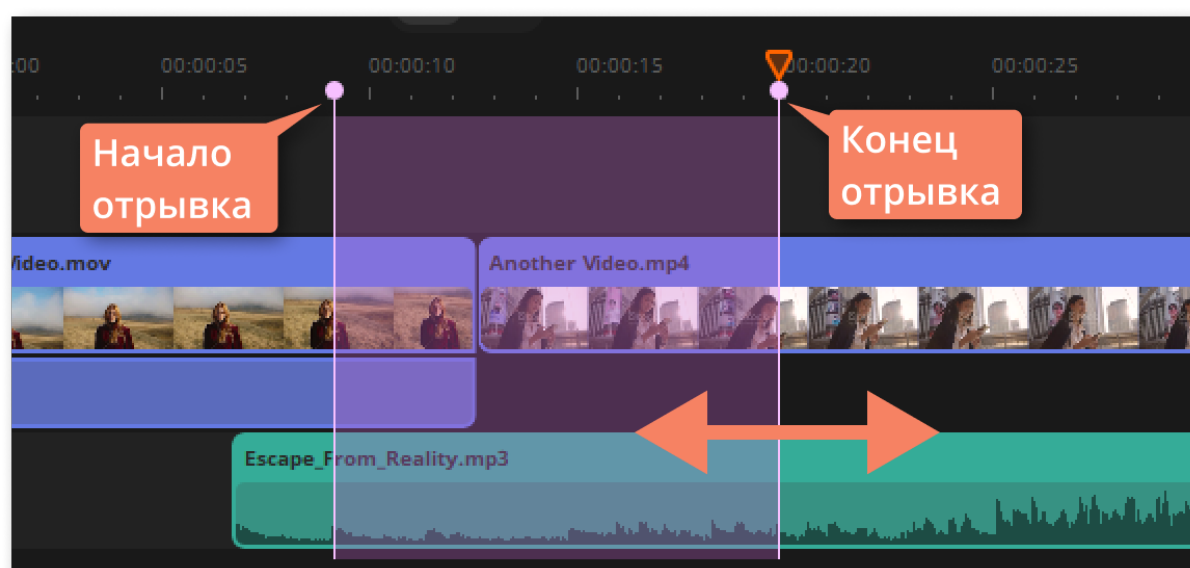 :00 00:00:05 00:00:10 00:00:15 00:00:20 00:00:25
Начало
отрывка
Конец
отрывка
Video.mov
Another Video.mp4
Escape_From_Reality.mp3